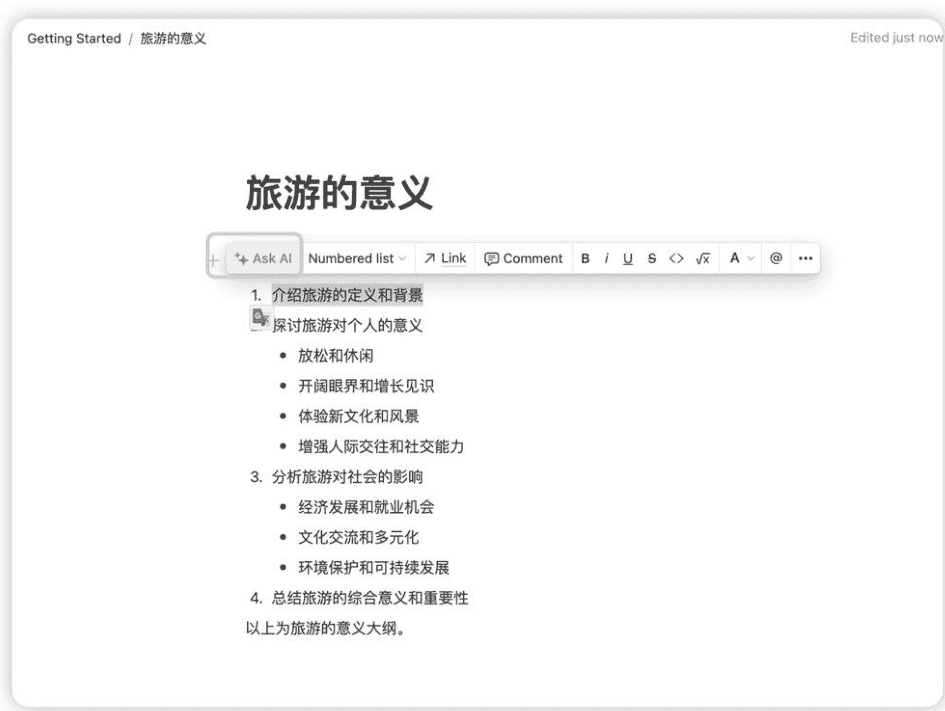 Getting Started / 旅游的意义
Edited just now
旅游的意义
Ask AI Numbered list Link Comment B i U S <> √x A @ •••
1. 介绍旅游的定义和背景
探讨旅游对个人的意义
• 放松和休闲
• 开阔眼界和增长见识
• 体验新文化和风景
• 增强人际交往和社交能力
3. 分析旅游对社会的影响
• 经济发展和就业机会
• 文化交流和多元化
• 环境保护和可持续发展
4. 总结旅游的综合意义和重要性
以上为旅游的意义大纲。